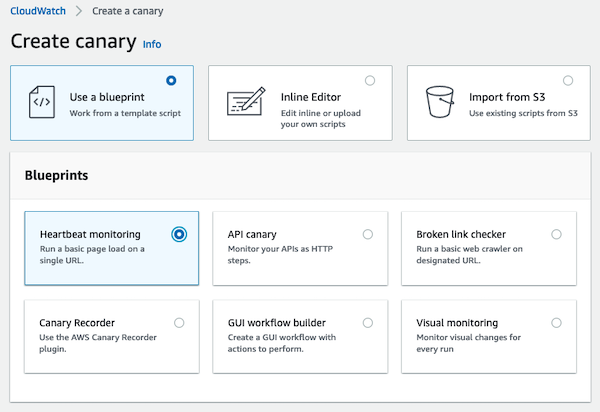 CloudWatch > Create a canary
Create canary Info
Use a blueprint
Work from a template script
Inline Editor
Edit inline or upload
your own scripts
Import from S3
Use existing scripts from S3
Blueprints
Heartbeat monitoring
Run a basic page load on a
single URL.
API canary
Monitor your APIs as HTTP
steps.
Broken link checker
Run a basic web crawler on
designated URL.
Canary Recorder
Use the AWS Canary Recorder
plugin.
GUI workflow builder
Create a GUI workflow with
actions to perform.
Visual monitoring
Monitor visual changes for
every run